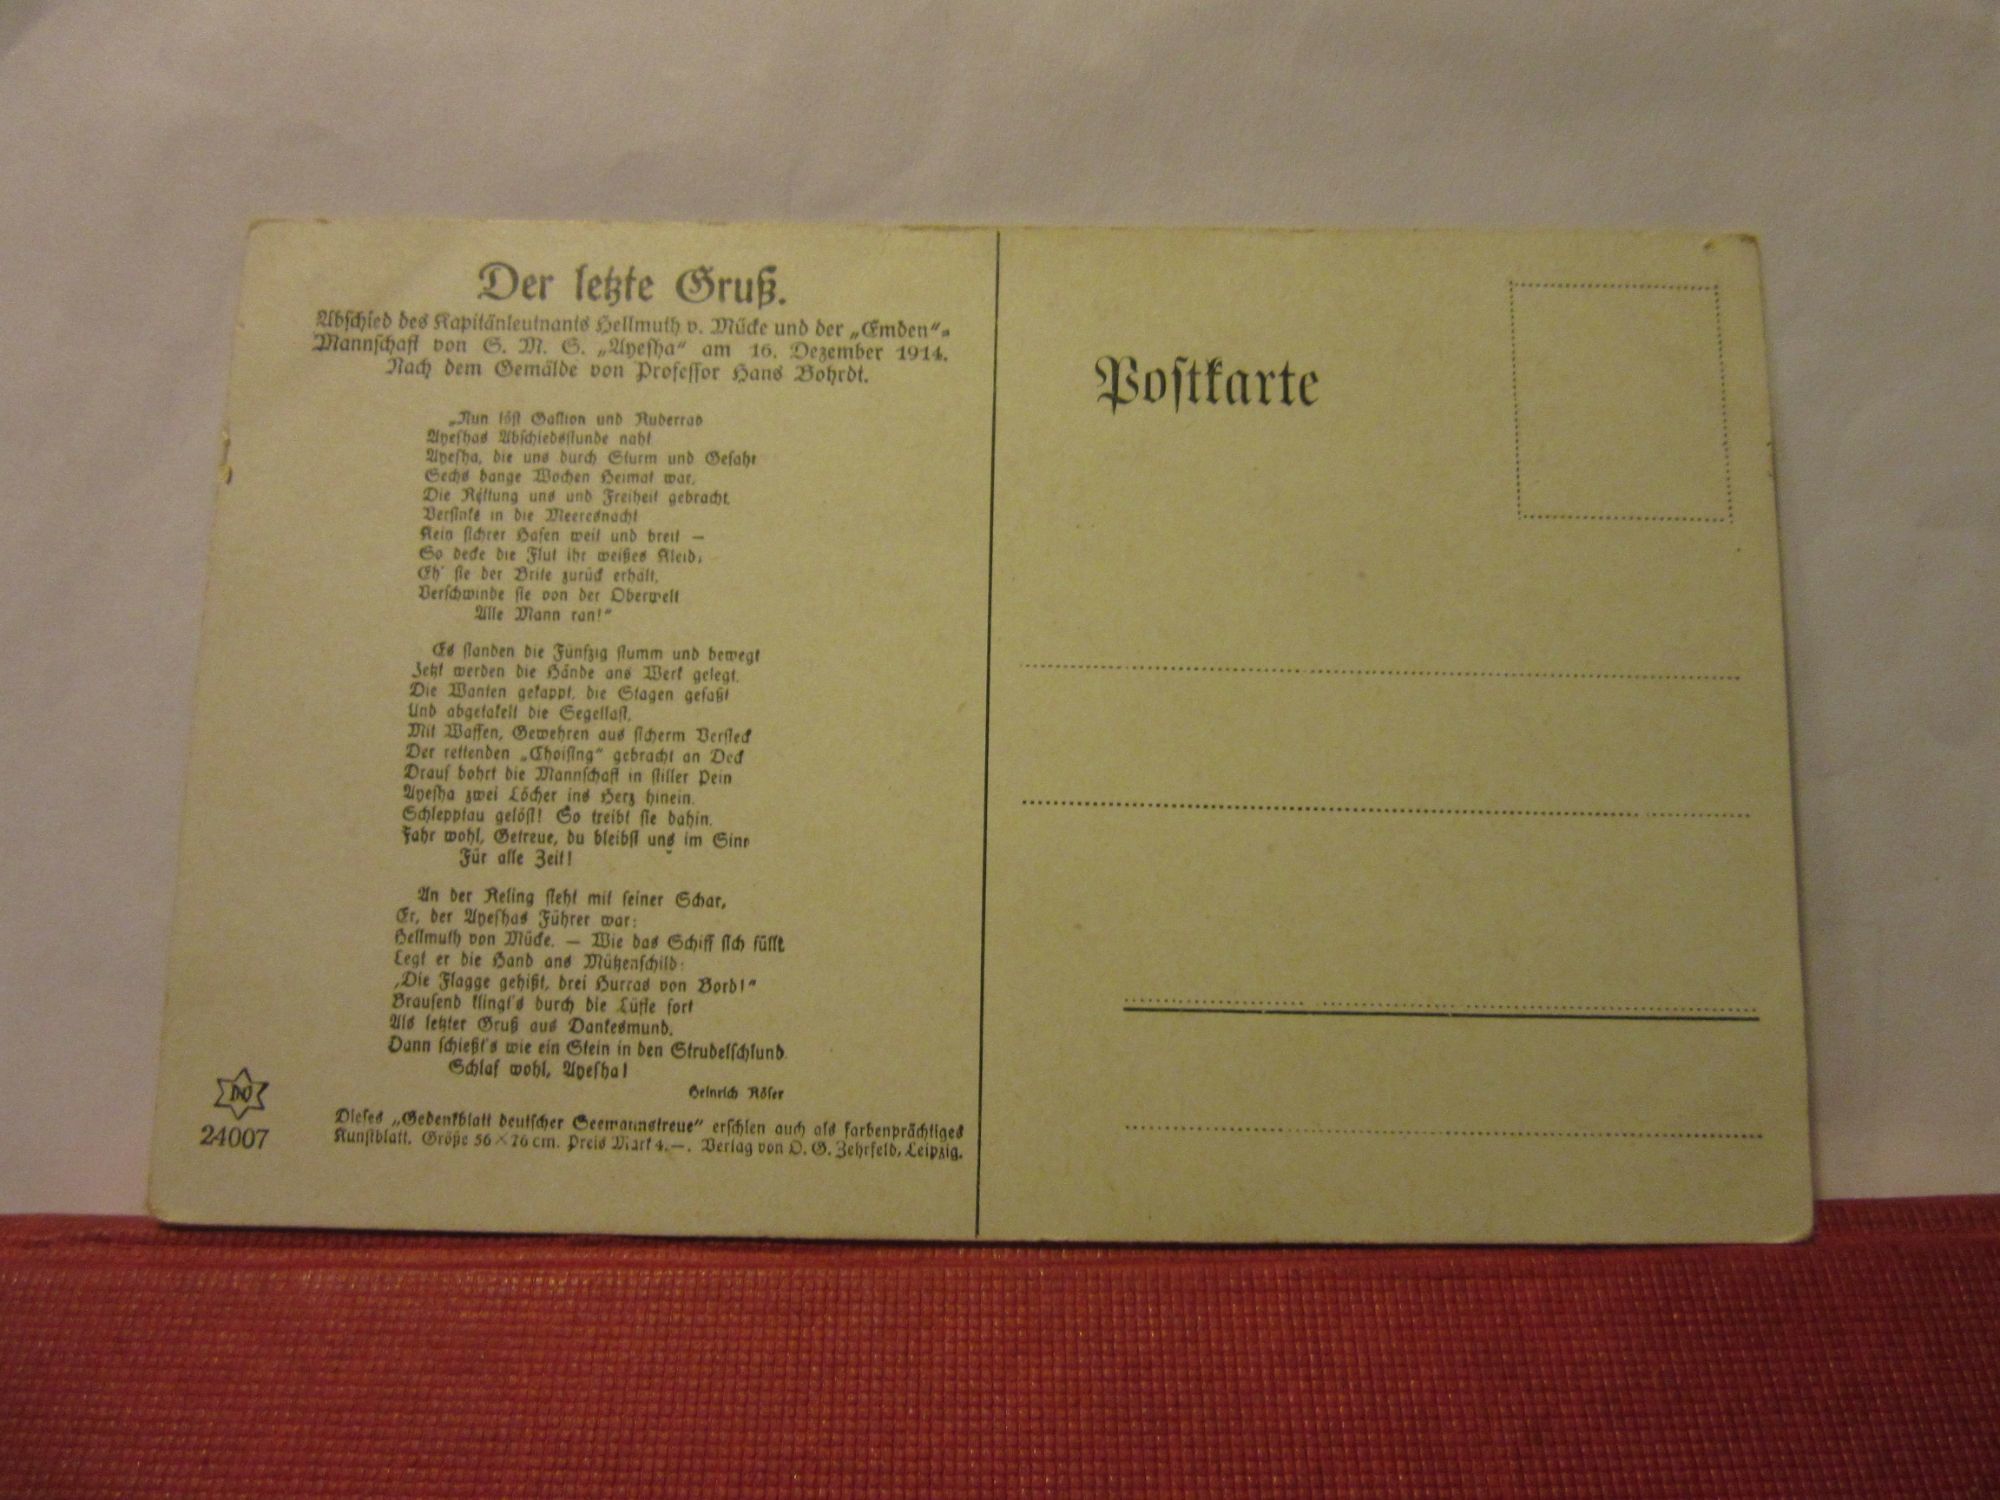 Der letzte Gruß.
Abschied des Kapitänleutnants Hellmuth v. Mücke und der „Emden“-
Mannschaft von S. M. S. „Ayesha“ am 16. Dezember 1914.
Nach dem Gemälde von Professor Hans Bohrdt.
„Nun löst Gallion und Ruderrad
Ayeshas Abschiedsstunde naht
Ayesha, die uns durch Sturm und Gefahr
Sechs bange Wochen Heimat war,
Die Rettung uns und Freiheit gebracht,
Versinke in die Meeresnacht
Kein sichrer Hafen weit und breit —
So decke die Flut ihr weißes Kleid,
Eh' sie der Brite zurück erhält,
Verschwinde sie von der Oberwelt
Alle Mann ran!“
Es standen die Fünfzig stumm und bewegt
Jetzt werden die Hände ans Werk gelegt.
Die Wanten gekappt, die Stagen gefaßt
Und abgetakelt die Segellast,
Mit Waffen, Gewehren aus sicherm Versteck
Der rettenden „Choising“ gebracht an Deck
Drauf bohrt die Mannschaft in stiller Pein
Ayesha zwei Löcher ins Herz hinein.
Schlepptau gelöst! So treibt sie dahin.
Fahr wohl, Getreue, du bleibst uns im Sinn
Für alle Zeit!
An der Reling steht mit seiner Schar,
Er, der Ayeshas Führer war:
Hellmuth von Mücke. — Wie das Schiff sich füllt
Legt er die Hand ans Mützenschild:
„Die Flagge gehißt, drei Hurras von Bord!“
Brausend klingt's durch die Lüfte fort
Als letzter Gruß aus Dankesmund.
Dann schießt's wie ein Stein in den Strudelschlund.
Schlaf wohl, Ayesha!
Heinrich Röser
Dieses „Gedenkblatt deutscher Seemannstreue“ erschien auch als farbenprächtiges
Kunstblatt. Größe 56×76 cm. Preis Mark 4.—. Verlag von O. G. Zehrfeld, Leipzig.
24007
Postkarte